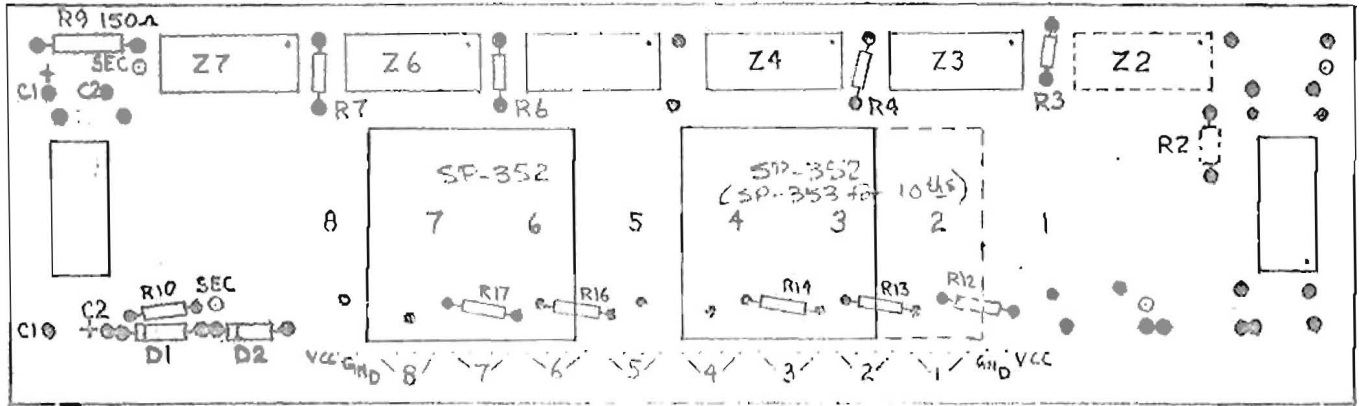 R9 150Ω
SEC
+
C1 C2
Z7 Z6 Z4 Z3 Z2
R7 R6 R4 R3
R2
SP-352 SP-352
(SP-353 for 10ths)
8 7 6 5 4 3 2 1
R10 SEC R17 R16 R14 R13 R12
C2
C1 +
D1 D2
VCC GND 8 7 6 5 4 3 2 1 GND VCC